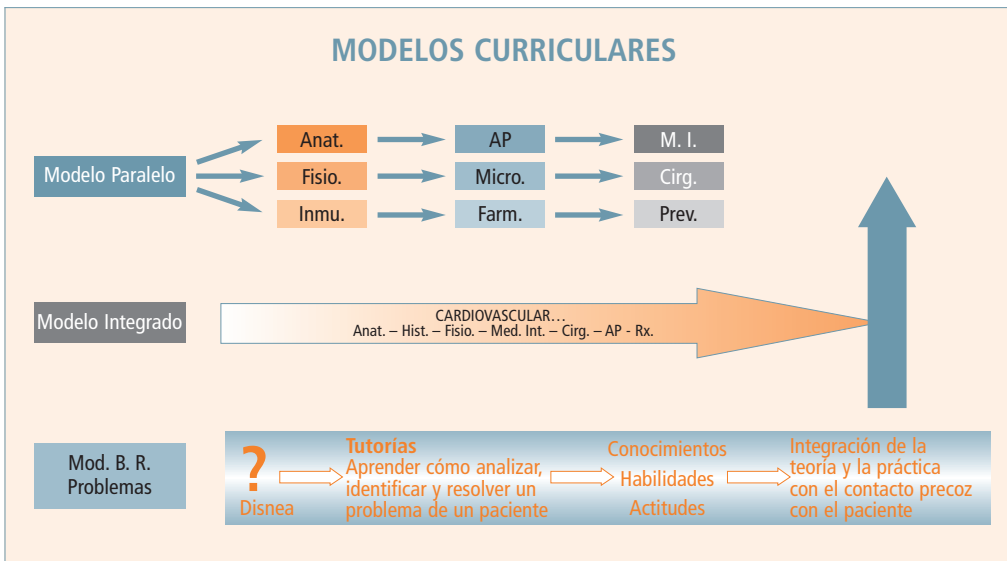 MODELOS CURRICULARES
Modelo Paralelo
Anat.
AP
M. I.
Fisio.
Micro.
Cirg.
Inmu.
Farm.
Prev.
Modelo Integrado
CARDIOVASCULAR...
Anat. – Hist. – Fisio. – Med. Int. – Cirg. – AP - Rx.
Mod. B. R.
Problemas
?
Disnea
Tutorías
Aprender cómo analizar,
identificar y resolver un
problema de un paciente
Conocimientos
Habilidades
Actitudes
Integración de la
teoría y la práctica
con el contacto precoz
con el paciente